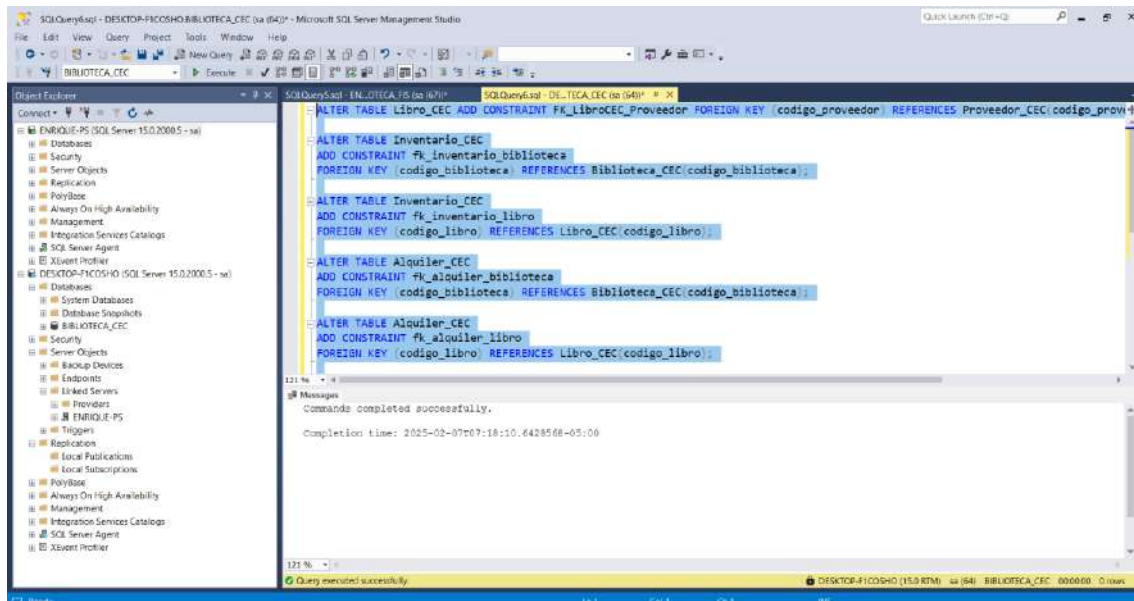 SQLQuery6.sql - DESKTOP-F1COSHO.BIBLIOTECA_CEC (sa (64))* - Microsoft SQL Server Management Studio
Quick Launch (Ctrl+Q)
File Edit View Query Project Tools Window Help
New Query
BIBLIOTECA_CEC
Execute
Object Explorer
Connect
ENRIQUE-PS (SQL Server 15.0.2000.5 - sa)
Databases
Security
Server Objects
Replication
PolyBase
Always On High Availability
Management
Integration Services Catalogs
SQL Server Agent
XEvent Profiler
DESKTOP-F1COSHO (SQL Server 15.0.2000.5 - sa)
Databases
System Databases
Database Snapshots
BIBLIOTECA_CEC
Security
Server Objects
Backup Devices
Endpoints
Linked Servers
Providers
ENRIQUE-PS
Triggers
Replication
Local Publications
Local Subscriptions
PolyBase
Always On High Availability
Management
Integration Services Catalogs
SQL Server Agent
XEvent Profiler
SQLQuery5.sql - EN...OTECA_FIS (sa (67))*
SQLQuery6.sql - DE...TECA_CEC (sa (64))*
ALTER TABLE Libro_CEC ADD CONSTRAINT FK_LibroCEC_Proveedor FOREIGN KEY (codigo_proveedor) REFERENCES Proveedor_CEC(codigo_prove
ALTER TABLE Inventario_CEC
ADD CONSTRAINT fk_inventario_biblioteca
FOREIGN KEY (codigo_biblioteca) REFERENCES Biblioteca_CEC(codigo_biblioteca);
ALTER TABLE Inventario_CEC
ADD CONSTRAINT fk_inventario_libro
FOREIGN KEY (codigo_libro) REFERENCES Libro_CEC(codigo_libro);
ALTER TABLE Alquiler_CEC
ADD CONSTRAINT fk_alquiler_biblioteca
FOREIGN KEY (codigo_biblioteca) REFERENCES Biblioteca_CEC(codigo_biblioteca);
ALTER TABLE Alquiler_CEC
ADD CONSTRAINT fk_alquiler_libro
FOREIGN KEY (codigo_libro) REFERENCES Libro_CEC(codigo_libro);
121 %
Messages
Commands completed successfully.
Completion time: 2025-02-07T07:18:10.6428568-05:00
121 %
Query executed successfully.
DESKTOP-F1COSHO (15.0 RTM) sa (64) BIBLIOTECA_CEC 00:00:00 0 rows